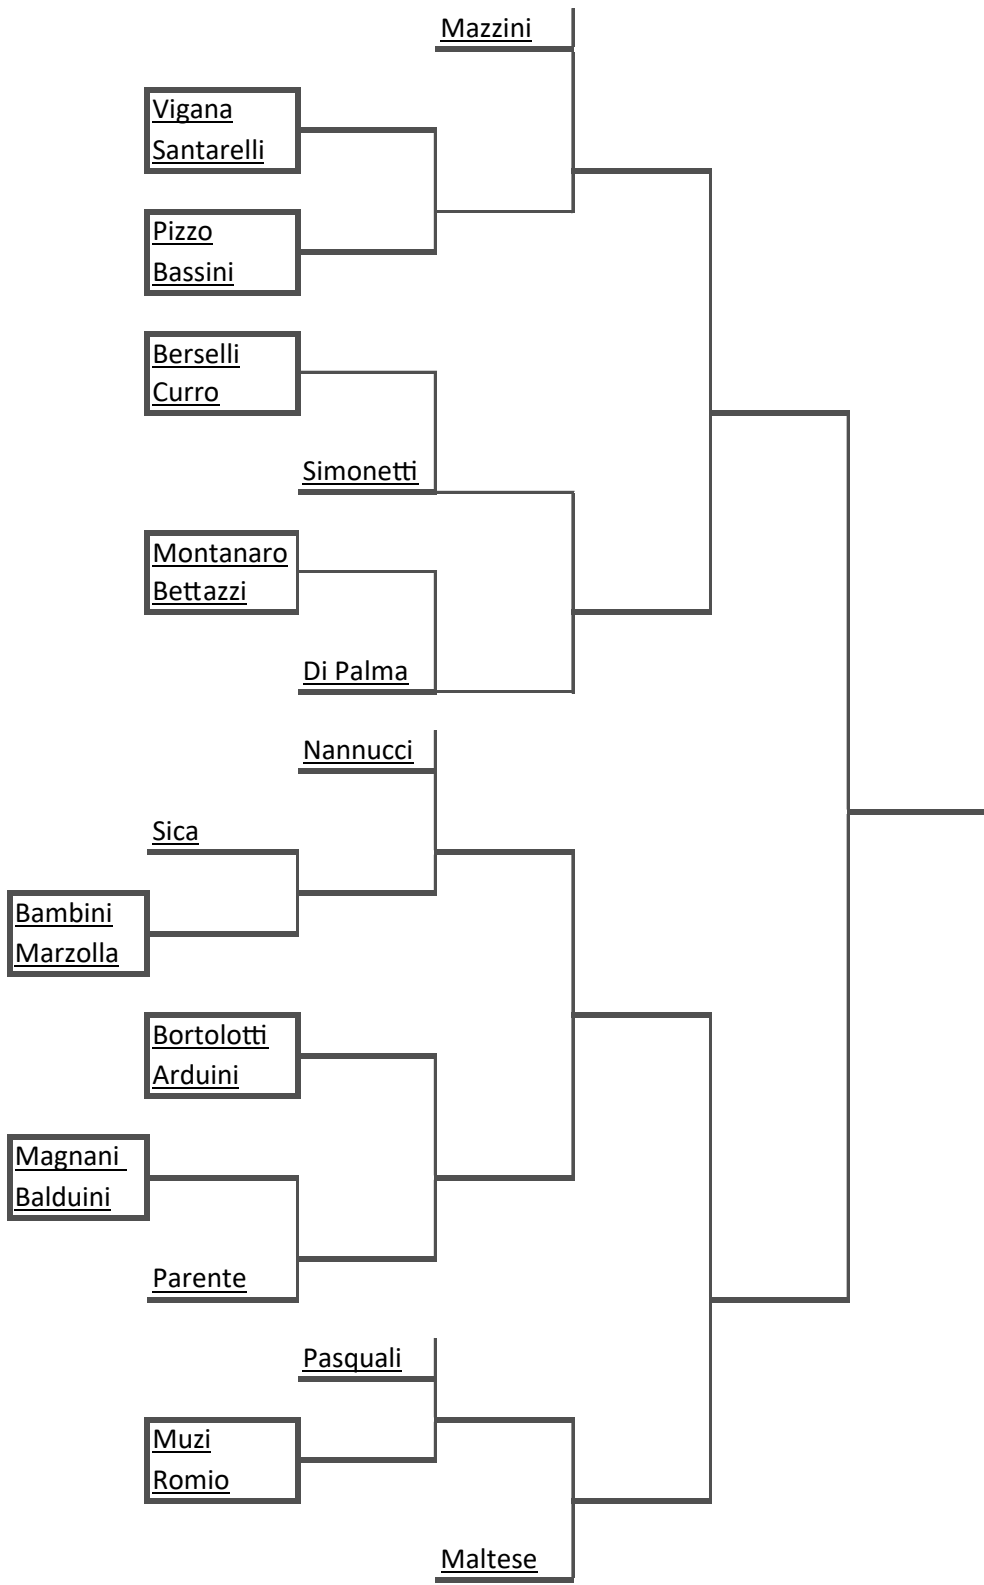 Mazzini
Vigana
Santarelli
Pizzo
Bassini
Berselli
Curro
Simonetti
Montanaro
Bettazzi
Di Palma
Nannucci
Sica
Bambini
Marzolla
Bortolotti
Arduini
Magnani
Balduini
Parente
Pasquali
Muzi
Romio
Maltese